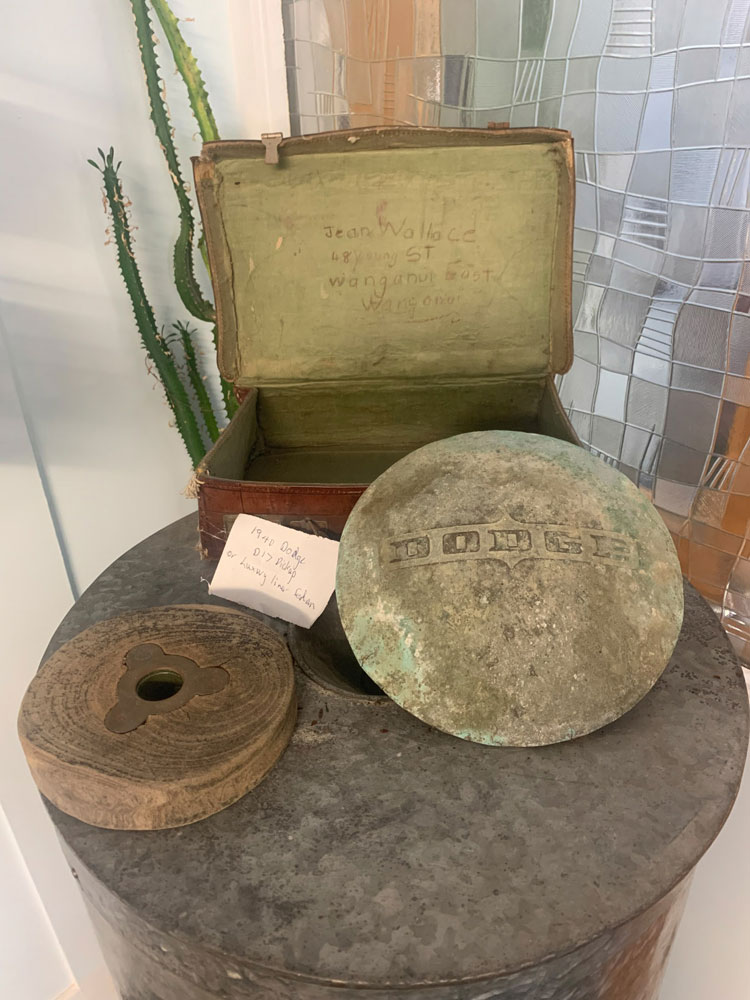 Jean Wallace
48 Young ST
Wanganui East
Wanganui
DODGE
1940 Dodge
D17 Pickup
or Luxury liner Sedan